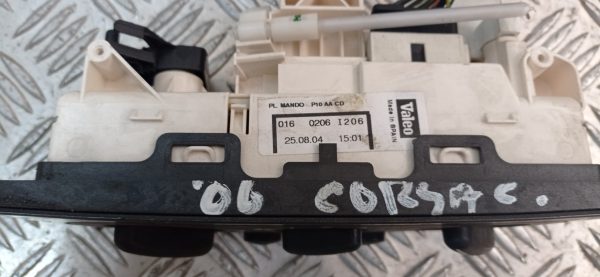 PL. MANDO P10 AA CD
016 0206 I206
25.08.04 15:01
Valeo
Made in SPAIN
'06 CORSA C.